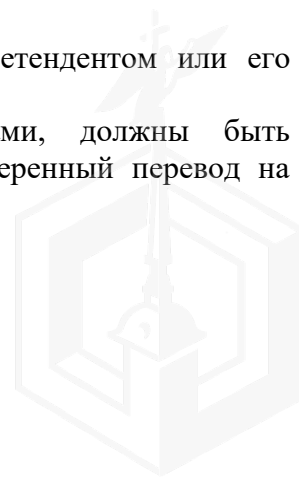 етендентом или его
ми, должны быть
еренный перевод на